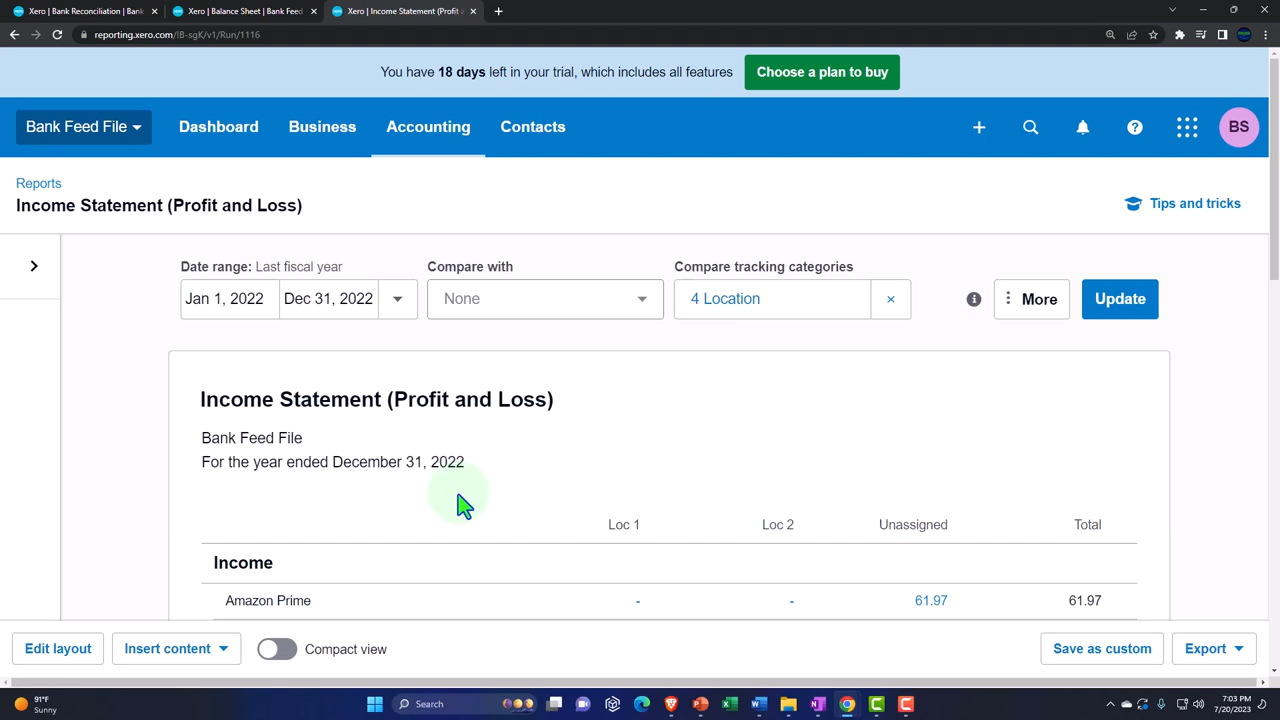 Xero | Bank Reconciliation | Bank
Xero | Balance Sheet | Bank Feed
Xero | Income Statement (Profit a
reporting.xero.com/!B-sgK/v1/Run/1116
You have 18 days left in your trial, which includes all features
Choose a plan to buy
Bank Feed File
Dashboard
Business
Accounting
Contacts
BS
Reports
Income Statement (Profit and Loss)
Tips and tricks
Date range: Last fiscal year
Compare with
Compare tracking categories
Jan 1, 2022
Dec 31, 2022
None
4 Location
More
Update
Income Statement (Profit and Loss)
Bank Feed File
For the year ended December 31, 2022
Loc 1 Loc 2 Unassigned Total
Income
Amazon Prime - - 61.97 61.97
Edit layout
Insert content
Compact view
Save as custom
Export
91°F
Sunny
Search
7:03 PM
7/20/2023